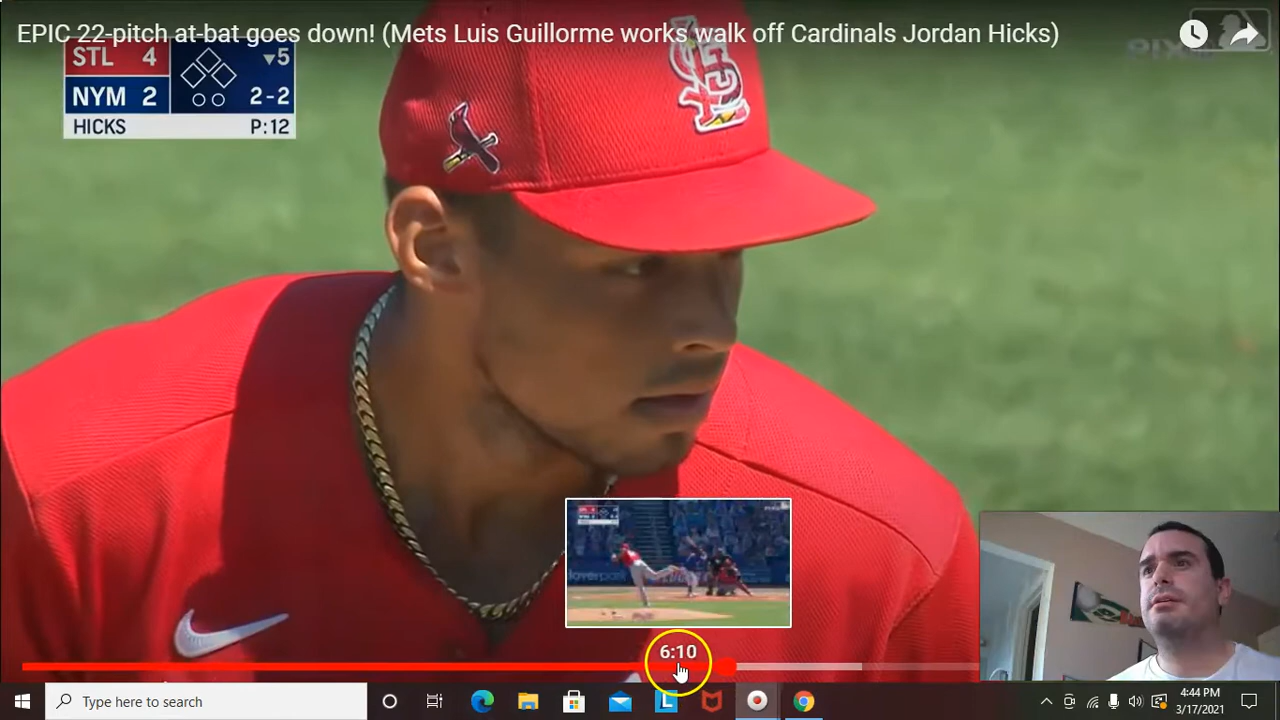 EPIC 22-pitch at-bat goes down! (Mets Luis Guillorme works walk off Cardinals Jordan Hicks)
STL 4 ▼5
NYM 2 2-2
HICKS P:12
StL
6:10
Type here to search
4:44 PM
3/17/2021